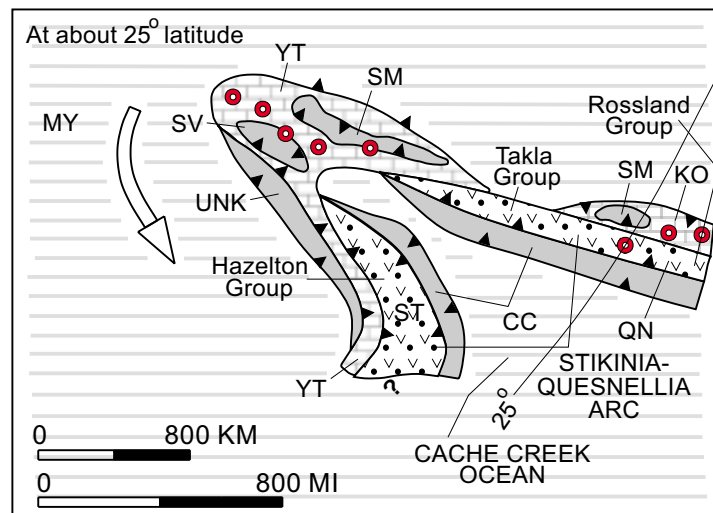 At about 25° latitude
YT
SM
MY
SV
Rossland
Group
Takla
Group
SM
KO
UNK
Hazelton
Group
ST
CC
QN
YT
?
25°
STIKINIA-
QUESNELLIA
ARC
CACHE CREEK
OCEAN
0 800 KM
0 800 MI